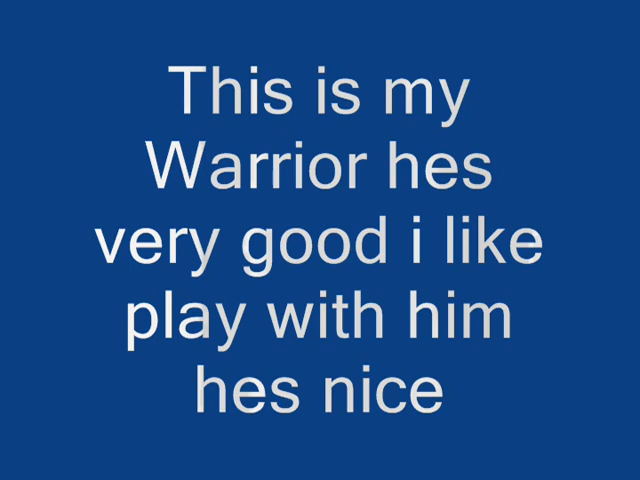 This is my
Warrior hes
very good i like
play with him
hes nice